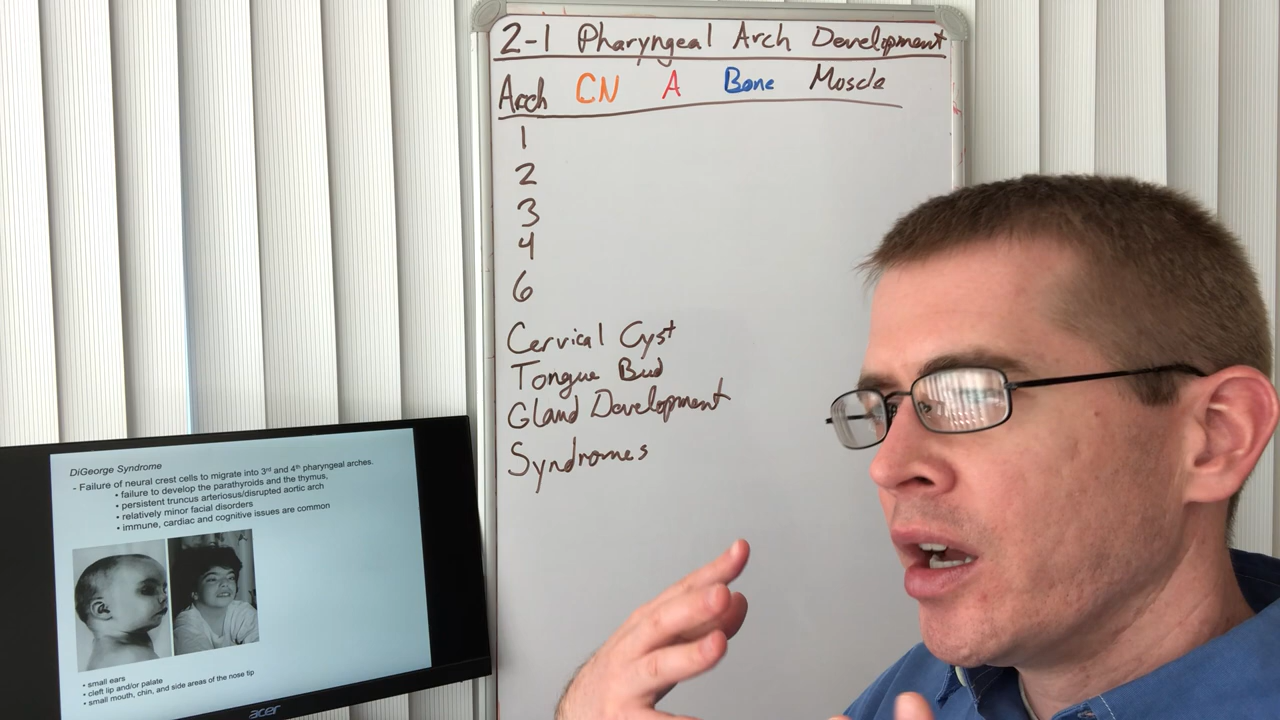 2-1 Pharyngeal Arch Development
Arch CN A Bone Moscle
1
2
3
4
6
Cervical Cyst
Tongue Bud
Gland Development
Syndromes
DiGeorge Syndrome
- Failure of neural crest cells to migrate into 3rd and 4th pharyngeal arches.
• failure to develop the parathyroids and the thymus,
• persistent truncus arteriosus/disrupted aortic arch
• relatively minor facial disorders
• immune, cardiac and cognitive issues are common
• small ears
• cleft lip and/or palate
• small mouth, chin, and side areas of the nose tip
acer